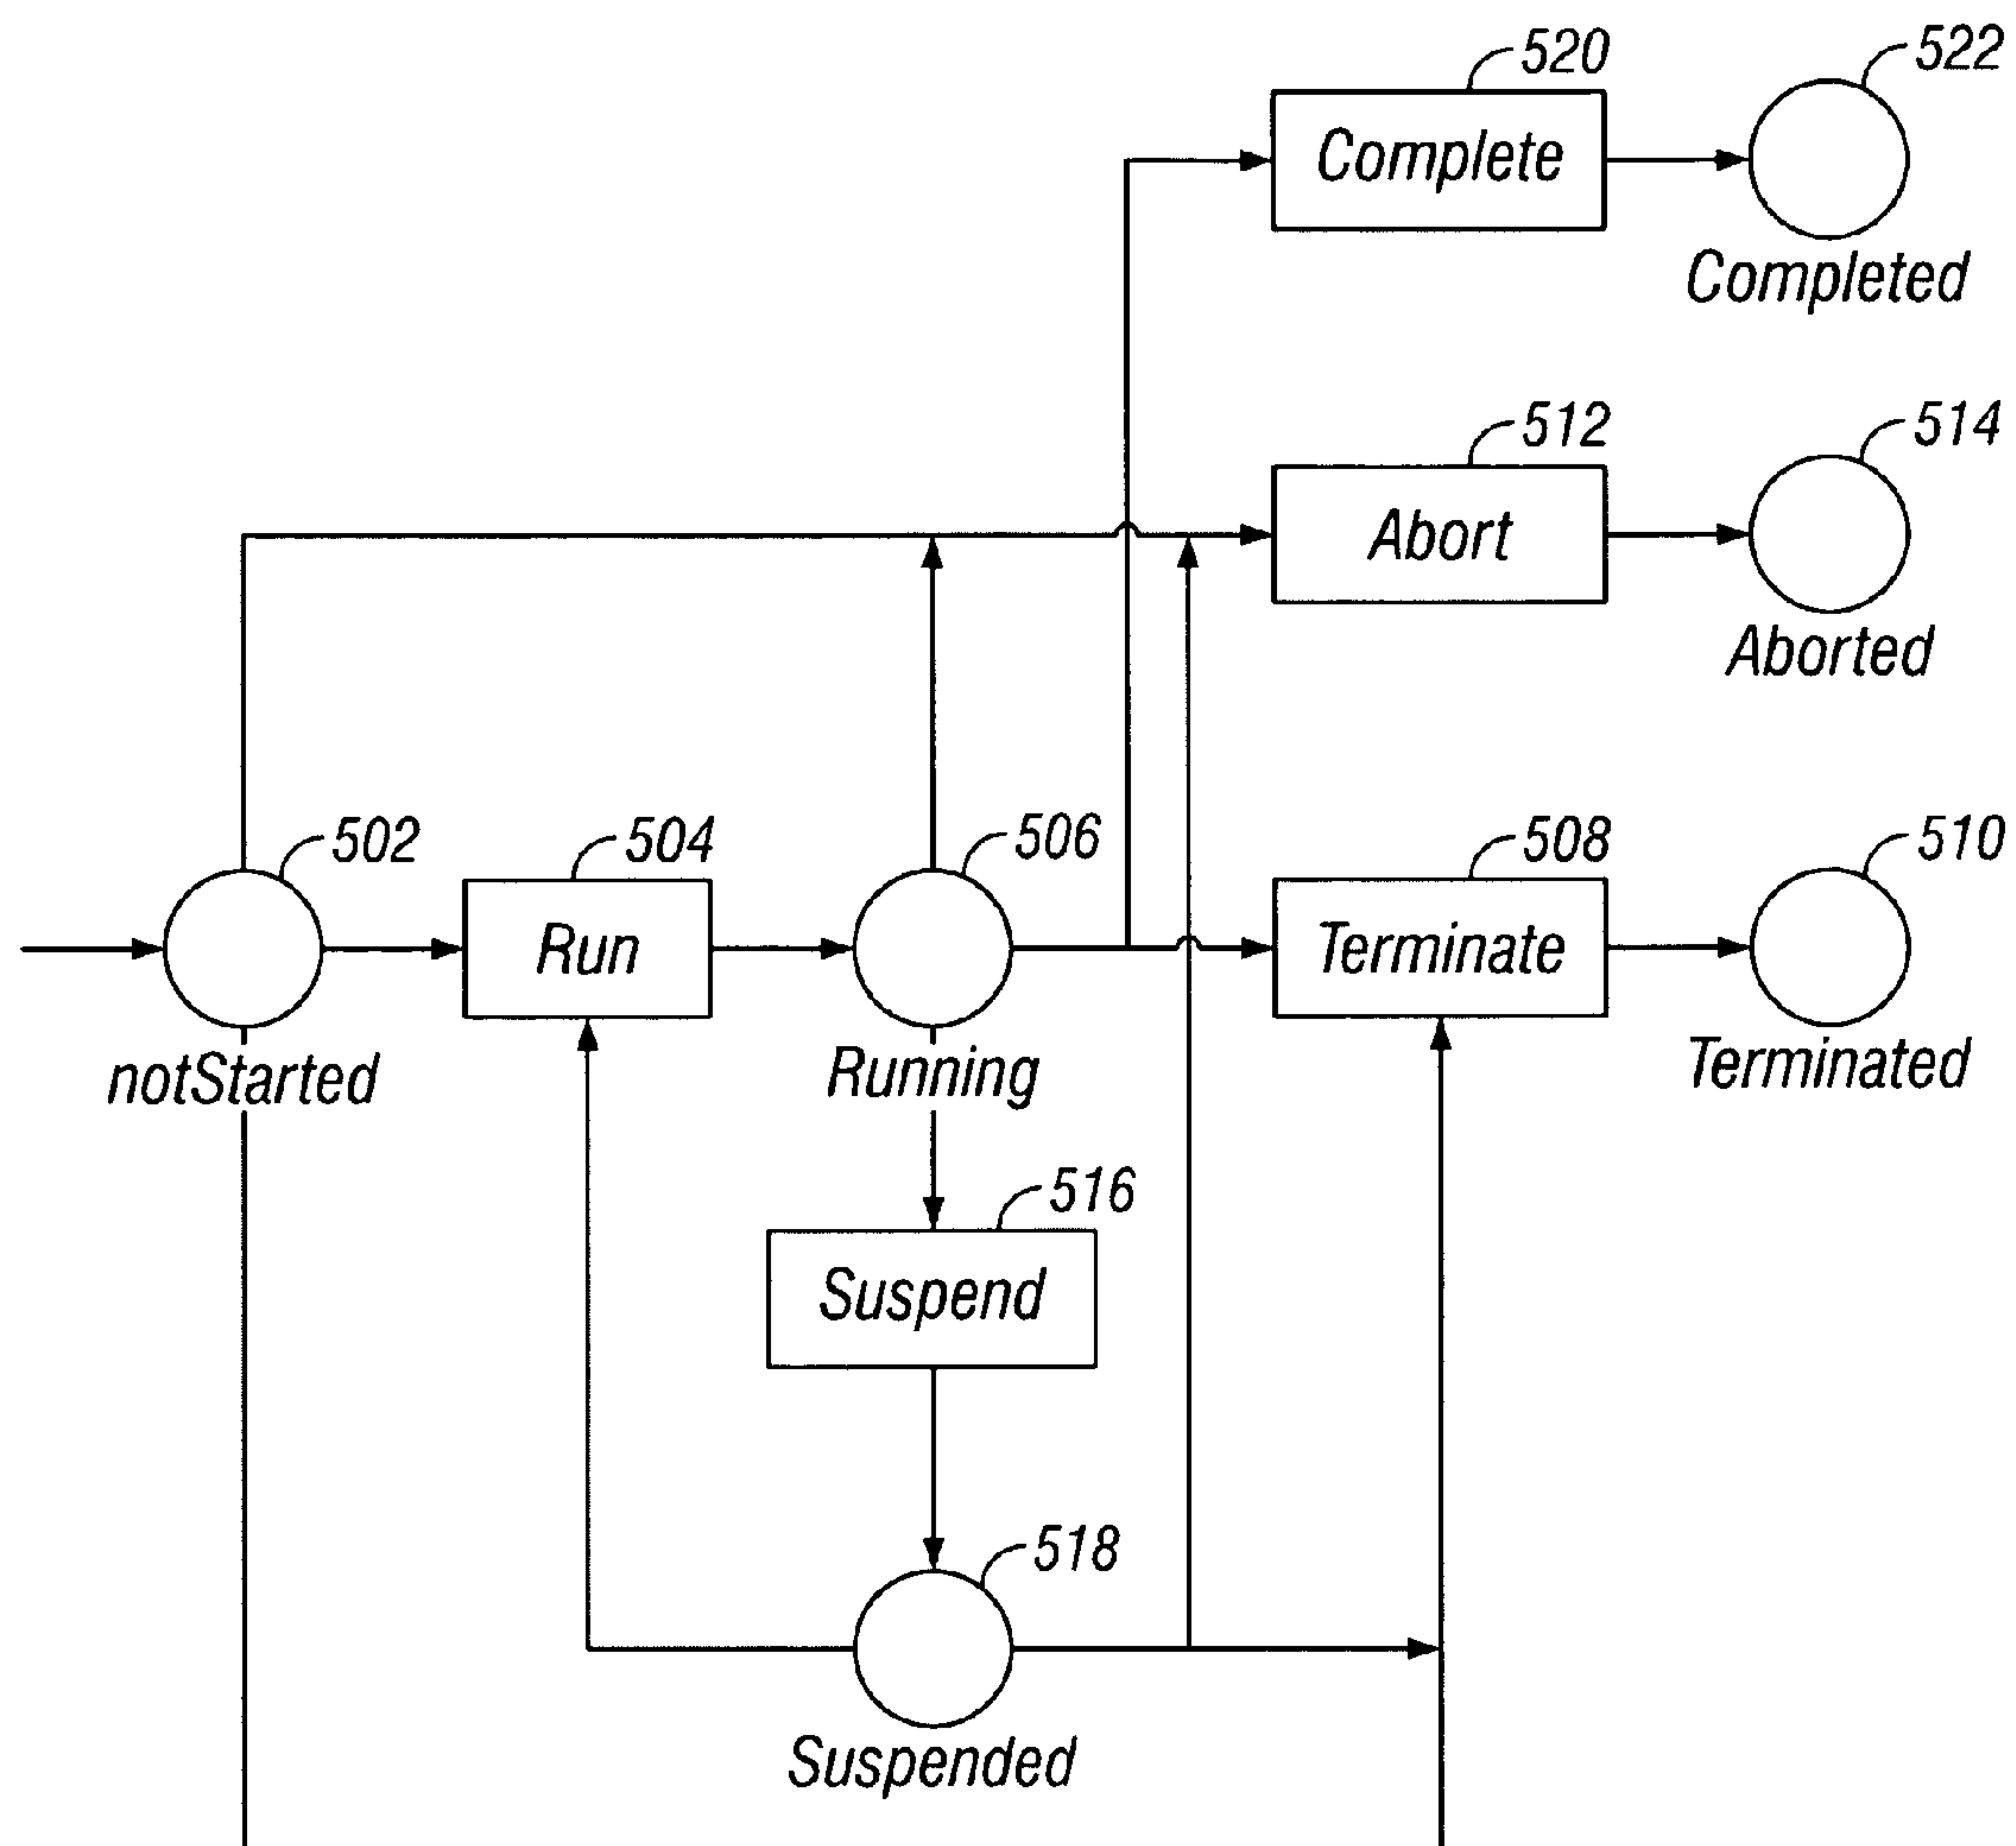 520
522
Complete
Completed
512
514
Abort
Aborted
502
504
506
508
510
Run
Terminate
notStarted
Running
Terminated
516
Suspend
518
Suspended